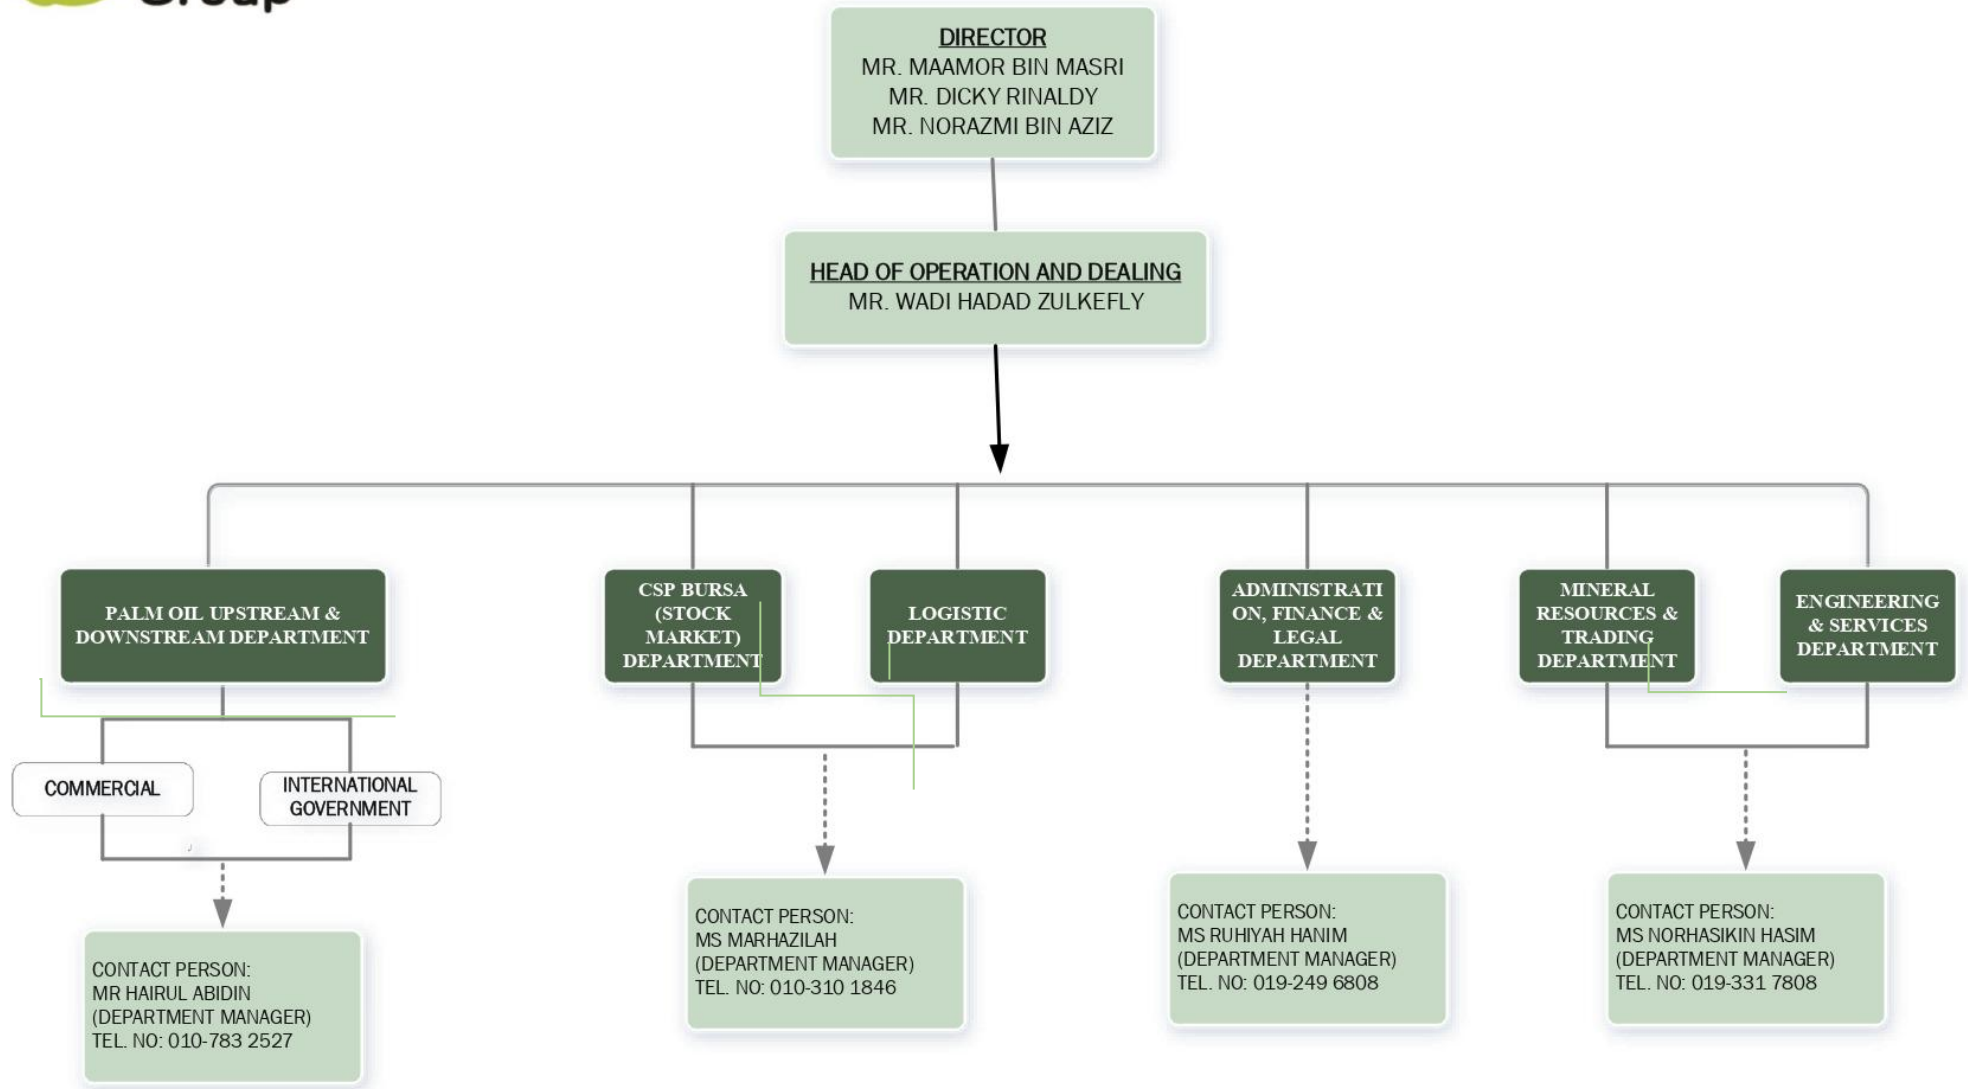 Group
DIRECTOR
MR. MAAMOR BIN MASRI
MR. DICKY RINALDY
MR. NORAZMI BIN AZIZ
HEAD OF OPERATION AND DEALING
MR. WADI HADAD ZULKEFLY
PALM OIL UPSTREAM &
DOWNSTREAM DEPARTMENT
CSP BURSA
(STOCK
MARKET)
DEPARTMENT
LOGISTIC
DEPARTMENT
ADMINISTRATI
ON, FINANCE &
LEGAL
DEPARTMENT
MINERAL
RESOURCES &
TRADING
DEPARTMENT
ENGINEERING
& SERVICES
DEPARTMENT
COMMERCIAL
INTERNATIONAL
GOVERNMENT
CONTACT PERSON:
MR HAIRUL ABIDIN
(DEPARTMENT MANAGER)
TEL. NO: 010-783 2527
CONTACT PERSON:
MS MARHAZILAH
(DEPARTMENT MANAGER)
TEL. NO: 010-310 1846
CONTACT PERSON:
MS RUHIYAH HANIM
(DEPARTMENT MANAGER)
TEL. NO: 019-249 6808
CONTACT PERSON:
MS NORHASIKIN HASIM
(DEPARTMENT MANAGER)
TEL. NO: 019-331 7808